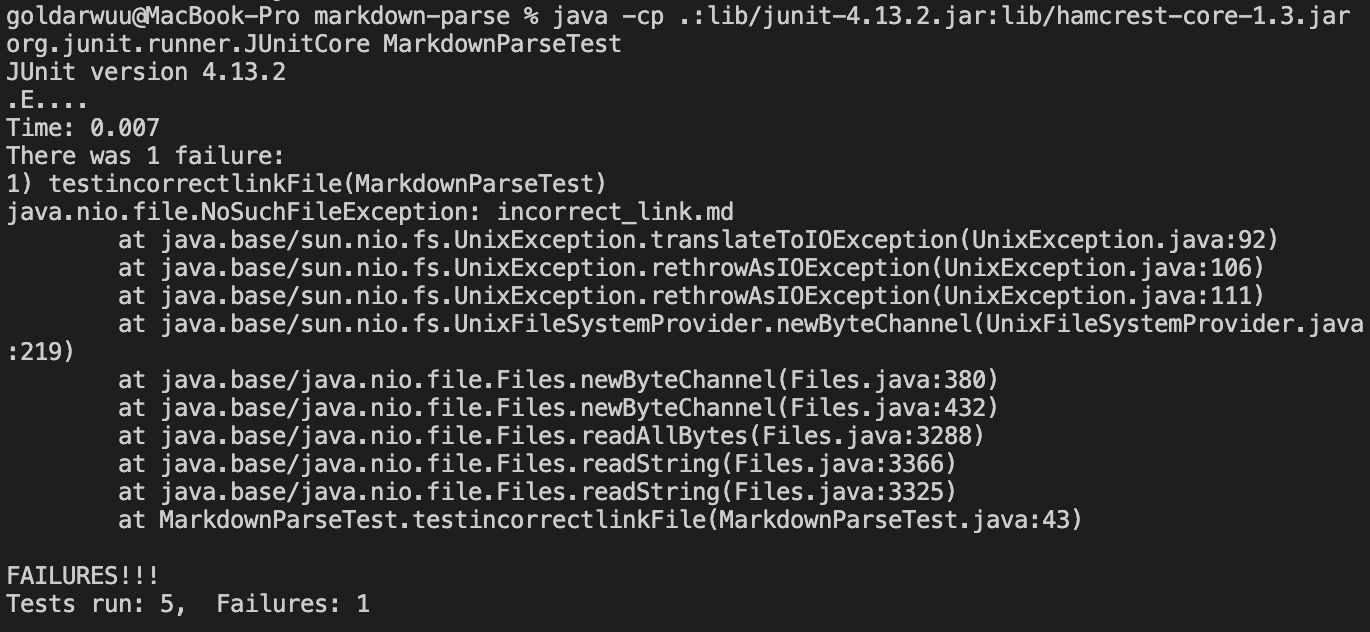 goldarwuu@MacBook-Pro markdown-parse % java -cp .:lib/junit-4.13.2.jar:lib/hamcrest-core-1.3.jar
org.junit.runner.JUnitCore MarkdownParseTest
JUnit version 4.13.2
.E....
Time: 0.007
There was 1 failure:
1) testincorrectlinkFile(MarkdownParseTest)
java.nio.file.NoSuchFileException: incorrect_link.md
        at java.base/sun.nio.fs.UnixException.translateToIOException(UnixException.java:92)
        at java.base/sun.nio.fs.UnixException.rethrowAsIOException(UnixException.java:106)
        at java.base/sun.nio.fs.UnixException.rethrowAsIOException(UnixException.java:111)
        at java.base/sun.nio.fs.UnixFileSystemProvider.newByteChannel(UnixFileSystemProvider.java
:219)
        at java.base/java.nio.file.Files.newByteChannel(Files.java:380)
        at java.base/java.nio.file.Files.newByteChannel(Files.java:432)
        at java.base/java.nio.file.Files.readAllBytes(Files.java:3288)
        at java.base/java.nio.file.Files.readString(Files.java:3366)
        at java.base/java.nio.file.Files.readString(Files.java:3325)
        at MarkdownParseTest.testincorrectlinkFile(MarkdownParseTest.java:43)
FAILURES!!!
Tests run: 5,  Failures: 1